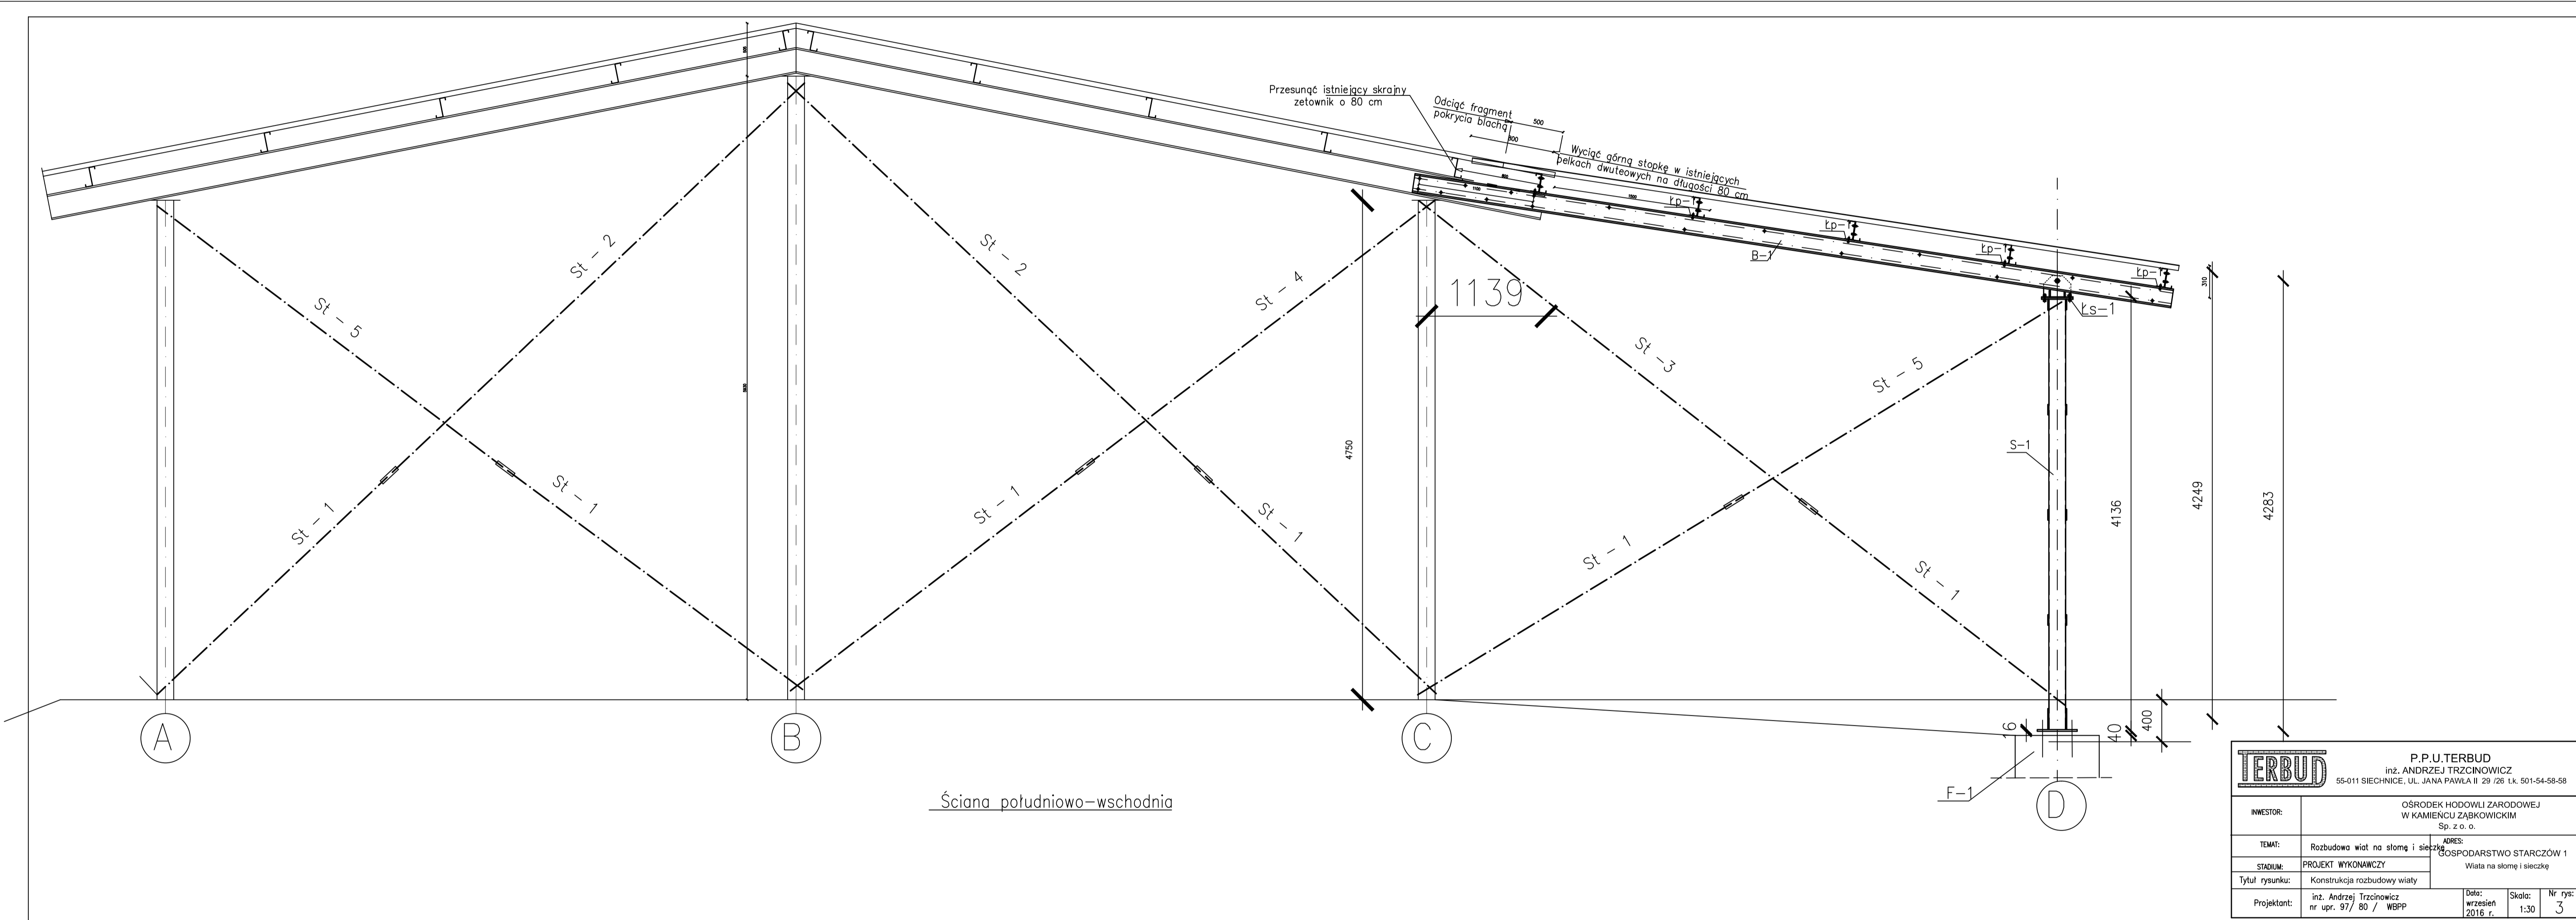 Przesunąć istniejący skrajny
zetownik o 80 cm
Odciąć fragment
pokrycia blachą
500
800
Wyciąć górną stopkę w istniejących
belkach dwuteowych na długości 80 cm
800
1100
1500
Łp-1
Łp-1
Łp-1
Łp-1
B-1
310
Łs-1
1139
St - 2
St - 2
St - 4
St - 5
St -3
St - 5
S-1
4750
4136
4249
4283
St - 1
St - 1
St - 1
St - 1
St - 1
St - 1
16
40
400
A
B
C
D
F-1
Ściana południowo-wschodnia
TERBUD
P.P.U.TERBUD
inż. ANDRZEJ TRZCINOWICZ
55-011 SIECHNICE, UL. JANA PAWŁA II 29 /26 t.k. 501-54-58-58
INWESTOR:
OŚRODEK HODOWLI ZARODOWEJ
W KAMIEŃCU ZĄBKOWICKIM
Sp. z o. o.
TEMAT:
Rozbudowa wiat na słomę i sieczkę
ADRES:
GOSPODARSTWO STARCZÓW 1
Wiata na słomę i sieczkę
STADIUM:
PROJEKT WYKONAWCZY
Tytuł rysunku:
Konstrukcja rozbudowy wiaty
Projektant:
inż. Andrzej Trzcinowicz
nr upr. 97/ 80 / WBPP
Data:
wrzesień
2016 r.
Skala:
1:30
Nr rys:
3